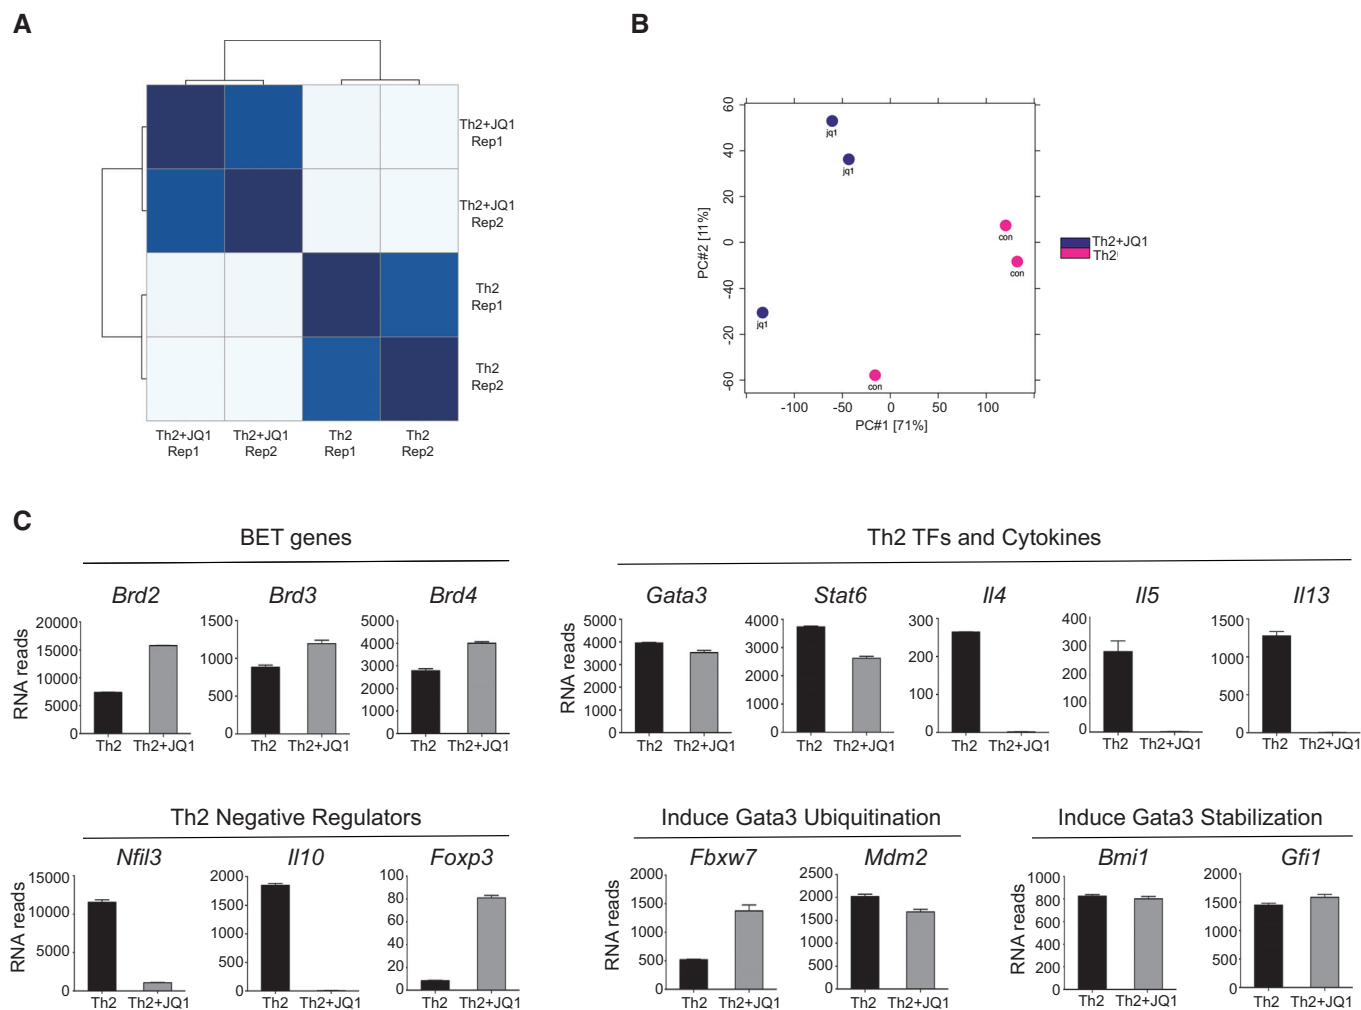 A
Th2+JQ1
Rep1
Th2+JQ1
Rep2
Th2
Rep1
Th2
Rep2
Th2+JQ1
Rep1
Th2+JQ1
Rep2
Th2
Rep1
Th2
Rep2
B
60
40
20
0
-40
-20
-60
PC#2 [11%]
jq1
jq1
con
con
jq1
con
-100 -50 0 50 100
PC#1 [71%]
Th2+JQ1
Th2
C
BET genes
Brd2
RNA reads
20000
15000
10000
5000
0
Th2 Th2+JQ1
Brd3
1500
1000
500
0
Th2 Th2+JQ1
Brd4
5000
4000
3000
2000
1000
0
Th2 Th2+JQ1
Th2 TFs and Cytokines
Gata3
RNA reads
5000
4000
3000
2000
1000
0
Th2 Th2+JQ1
Stat6
4000
3000
2000
1000
0
Th2 Th2+JQ1
Il4
300
200
100
0
Th2 Th2+JQ1
Il5
400
300
200
100
0
Th2 Th2+JQ1
Il13
1500
1000
500
0
Th2 Th2+JQ1
Th2 Negative Regulators
Nfil3
RNA reads
15000
10000
5000
0
Th2 Th2+JQ1
Il10
2000
1500
1000
500
0
Th2 Th2+JQ1
Foxp3
100
80
60
40
20
0
Th2 Th2+JQ1
Induce Gata3 Ubiquitination
Fbxw7
RNA reads
2000
1500
1000
500
0
Th2 Th2+JQ1
Mdm2
2500
2000
1500
1000
500
0
Th2 Th2+JQ1
Induce Gata3 Stabilization
Bmi1
RNA reads
1000
800
600
400
200
0
Th2 Th2+JQ1
Gfi1
2000
1500
1000
500
0
Th2 Th2+JQ1